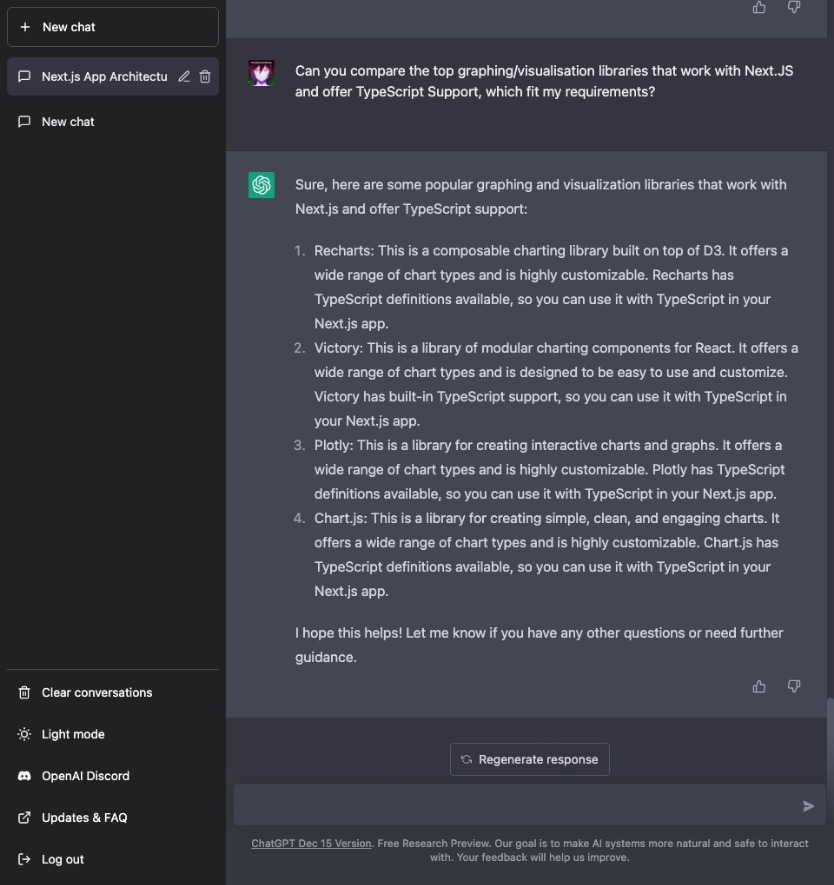 New chat
Next.js App Architectu
New chat
Clear conversations
Light mode
OpenAI Discord
Updates & FAQ
Log out
Can you compare the top graphing/visualisation libraries that work with Next.JS
and offer TypeScript Support, which fit my requirements?
Sure, here are some popular graphing and visualization libraries that work with
Next.js and offer TypeScript support:
1. Recharts: This is a composable charting library built on top of D3. It offers a
wide range of chart types and is highly customizable. Recharts has
TypeScript definitions available, so you can use it with TypeScript in your
Next.js app.
2. Victory: This is a library of modular charting components for React. It offers a
wide range of chart types and is designed to be easy to use and customize.
Victory has built-in TypeScript support, so you can use it with TypeScript in
your Next.js app.
3. Plotly: This is a library for creating interactive charts and graphs. It offers a
wide range of chart types and is highly customizable. Plotly has TypeScript
definitions available, so you can use it with TypeScript in your Next.js app.
4. Chart.js: This is a library for creating simple, clean, and engaging charts. It
offers a wide range of chart types and is highly customizable. Chart.js has
TypeScript definitions available, so you can use it with TypeScript in your
Next.js app.
I hope this helps! Let me know if you have any other questions or need further
guidance.
Regenerate response
ChatGPT Dec 15 Version. Free Research Preview. Our goal is to make AI systems more natural and safe to interact
with. Your feedback will help us improve.